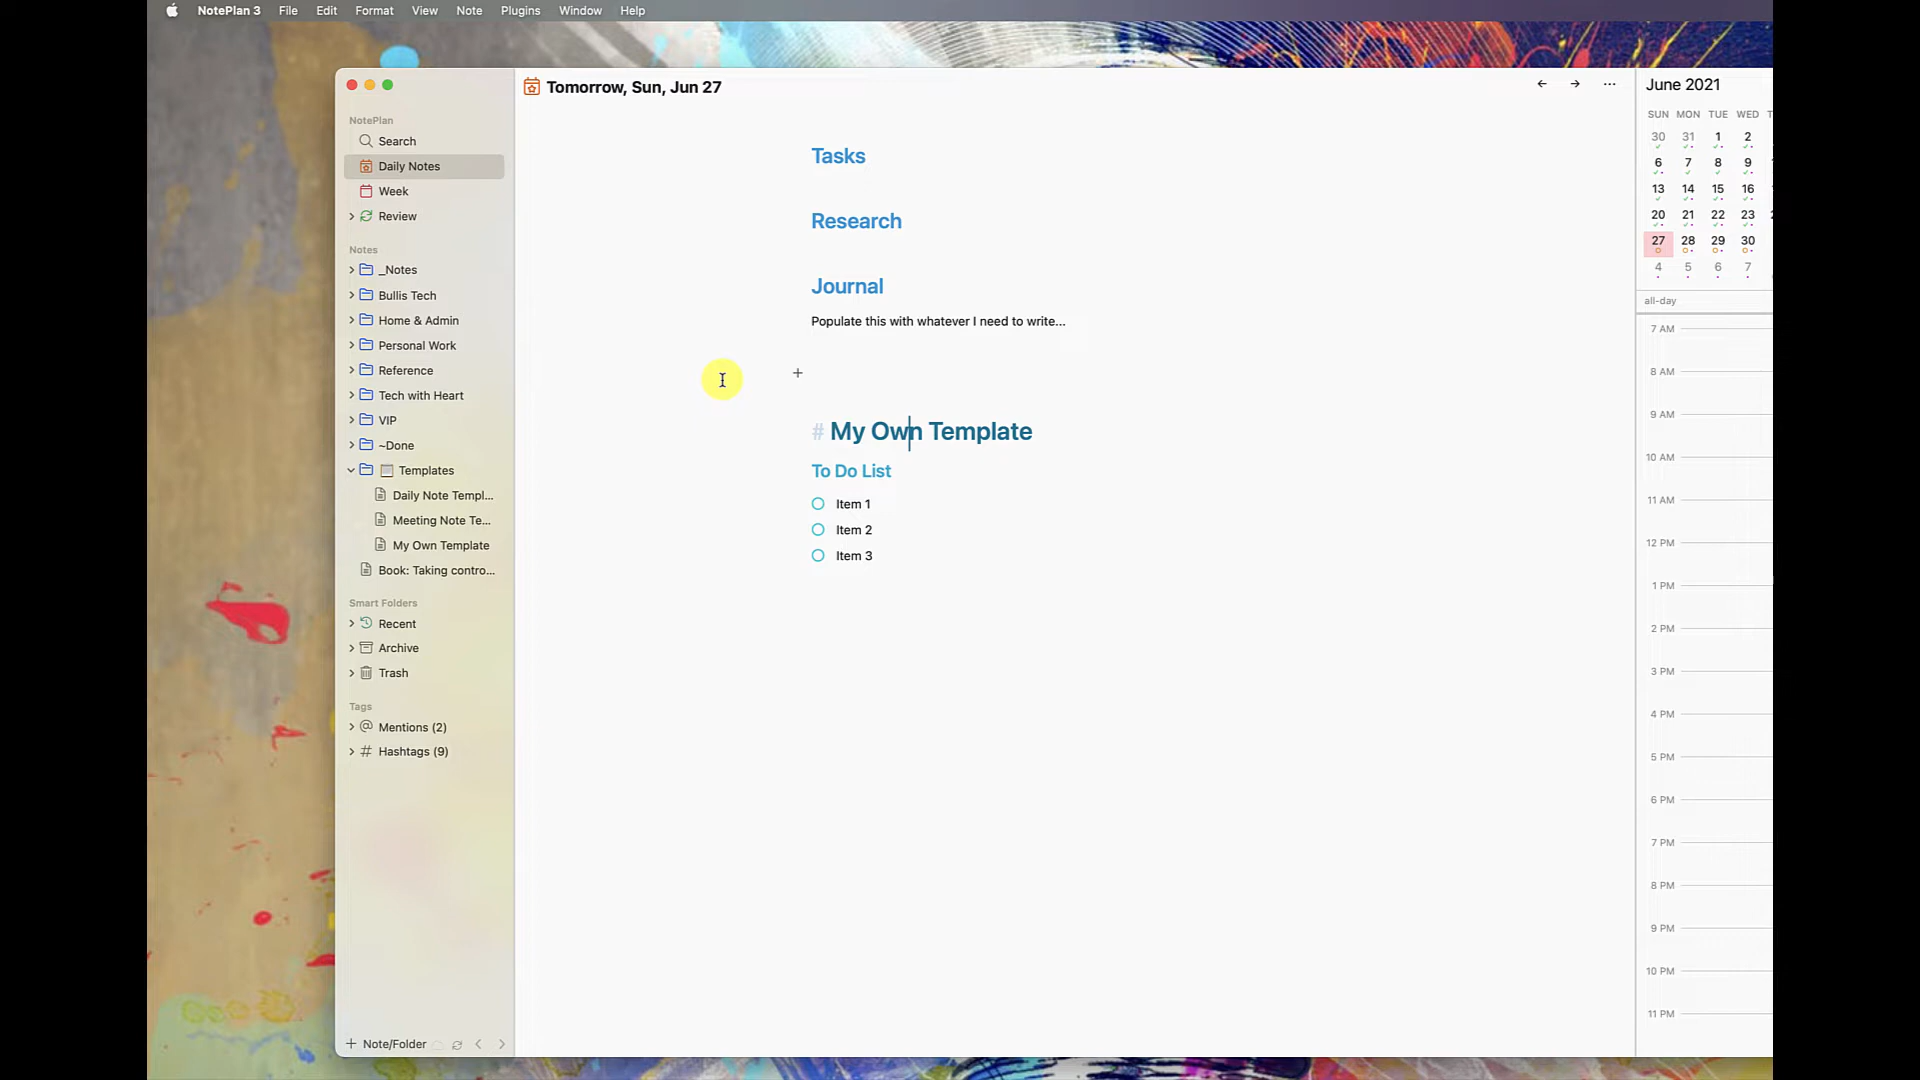 NotePlan 3 File Edit Format View Note Plugins Window Help
NotePlan
Search
Daily Notes
Week
Review
Notes
_Notes
Bullis Tech
Home & Admin
Personal Work
Reference
Tech with Heart
VIP
~Done
Templates
Daily Note Templ...
Meeting Note Te...
My Own Template
Book: Taking contro...
Smart Folders
Recent
Archive
Trash
Tags
@ Mentions (2)
# Hashtags (9)
+ Note/Folder
Tomorrow, Sun, Jun 27
Tasks
Research
Journal
Populate this with whatever I need to write...
+
# My Own Template
To Do List
Item 1
Item 2
Item 3
June 2021
SUN MON TUE WED T
30 31 1 2
6 7 8 9
13 14 15 16
20 21 22 23
27 28 29 30
4 5 6 7
all-day
7 AM
8 AM
9 AM
10 AM
11 AM
12 PM
1 PM
2 PM
3 PM
4 PM
5 PM
6 PM
7 PM
8 PM
9 PM
10 PM
11 PM